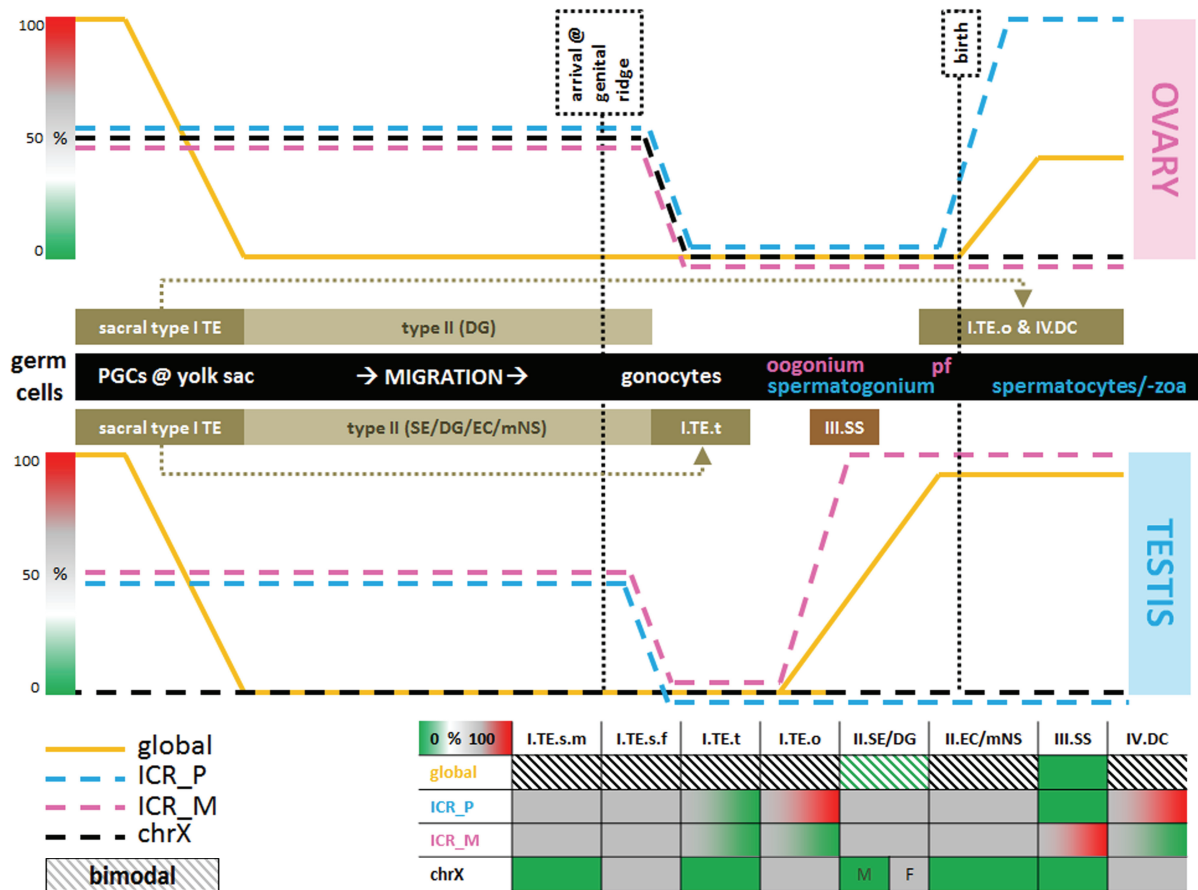 100
50
%
0
arrival @
genital
ridge
birth
OVARY
sacral type I TE
type II (DG)
I.TE.o & IV.DC
germ
cells
PGCs @ yolk sac
→ MIGRATION →
gonocytes
oogonium
pf
spermatogonium
spermatocytes/-zoa
sacral type I TE
type II (SE/DG/EC/mNS)
I.TE.t
III.SS
100
50
%
0
TESTIS
global
ICR_P
ICR_M
chrX
bimodal
0 % 100 I.TE.s.m I.TE.s.f I.TE.t I.TE.o II.SE/DG II.EC/mNS III.SS IV.DC
global
ICR_P
ICR_M
chrX M F